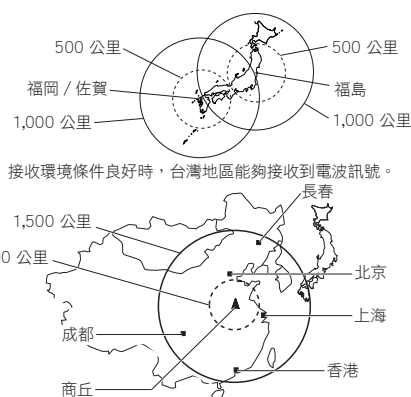 500 公里
500 公里
福岡 / 佐賀
福島
1,000 公里
1,000 公里
接收環境條件良好時，台灣地區能夠接收到電波訊號。
長春
1,500 公里
00 公里
北京
上海
成都
香港
商丘